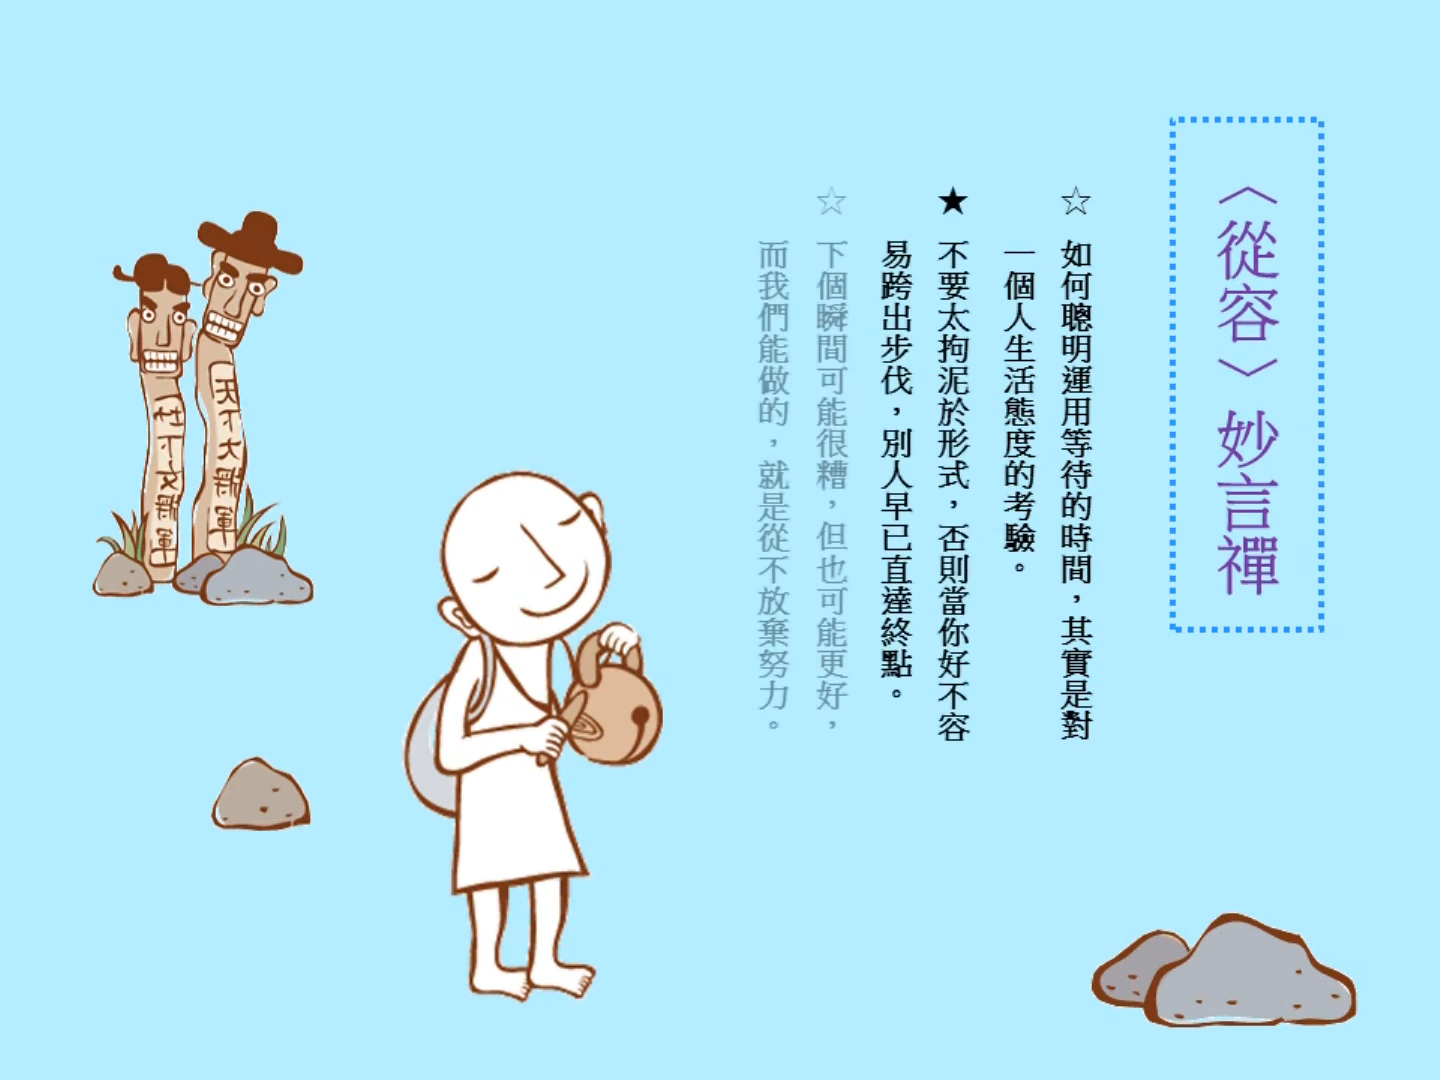 〈從容〉妙言禪
☆ 如何聰明運用等待的時間，其實是對
一個人生活態度的考驗。
★ 不要太拘泥於形式，否則當你好不容
易跨出步伐，別人早已直達終點。
☆ 下個瞬間可能很糟，但也可能更好，
而我們能做的，就是從不放棄努力。
天下大將軍
地下女將軍